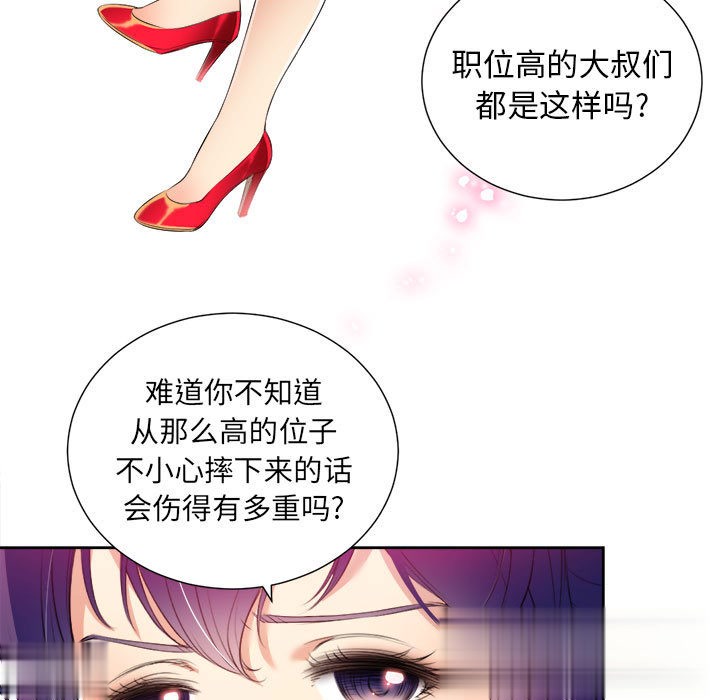 职位高的大叔们
都是这样吗?
难道你不知道
从那么高的位子
不小心摔下来的话
会伤得有多重吗?